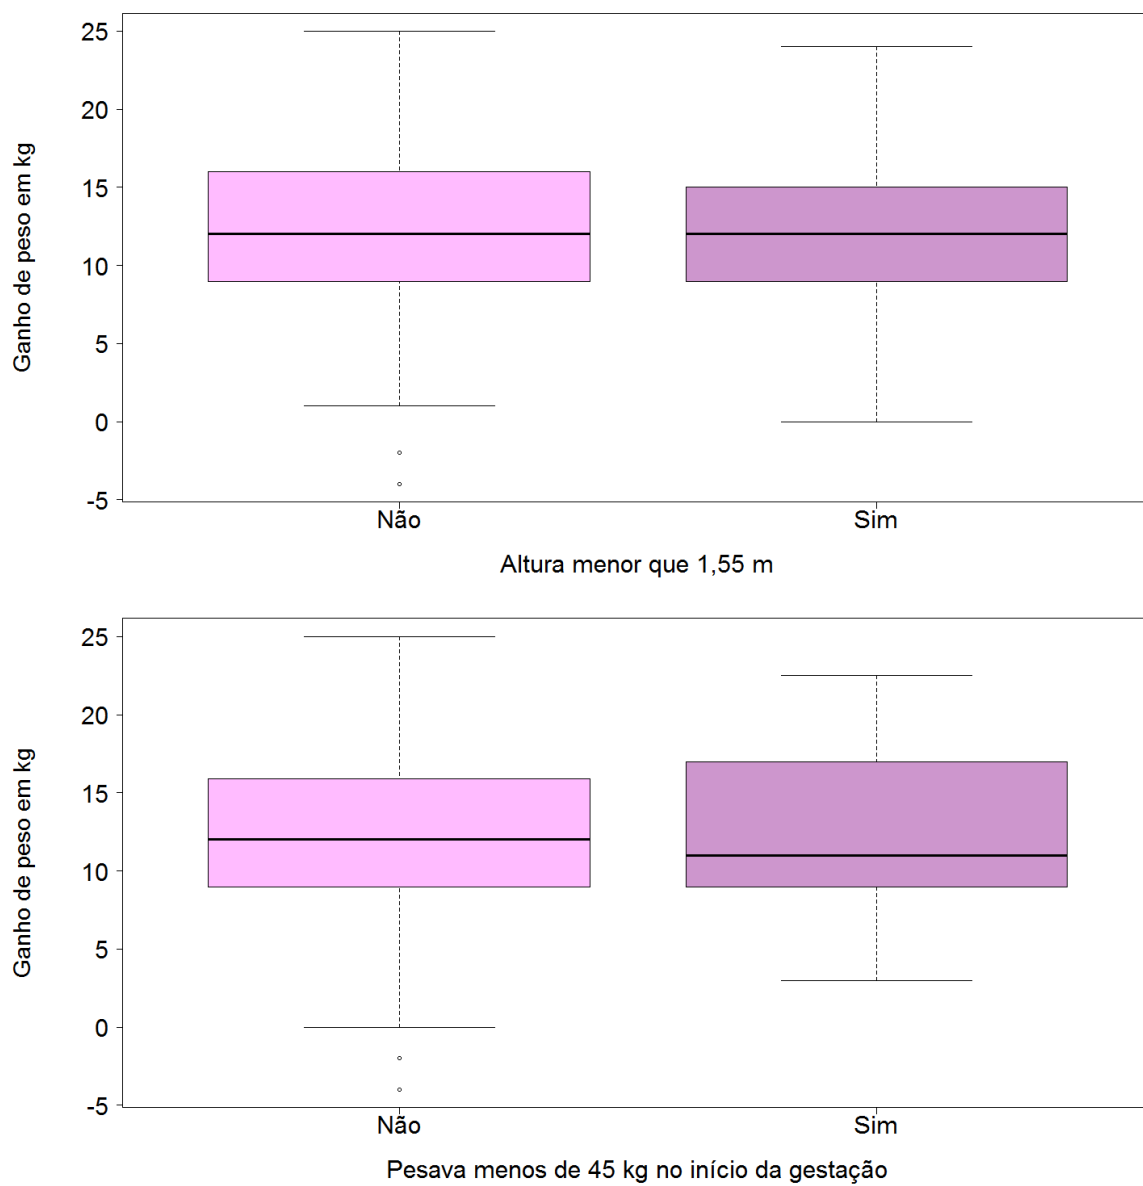 Ganho de peso em kg
25
20
15
10
5
0
-5
Não
Sim
Altura menor que 1,55 m
Ganho de peso em kg
25
20
15
10
5
0
-5
Não
Sim
Pesava menos de 45 kg no início da gestação